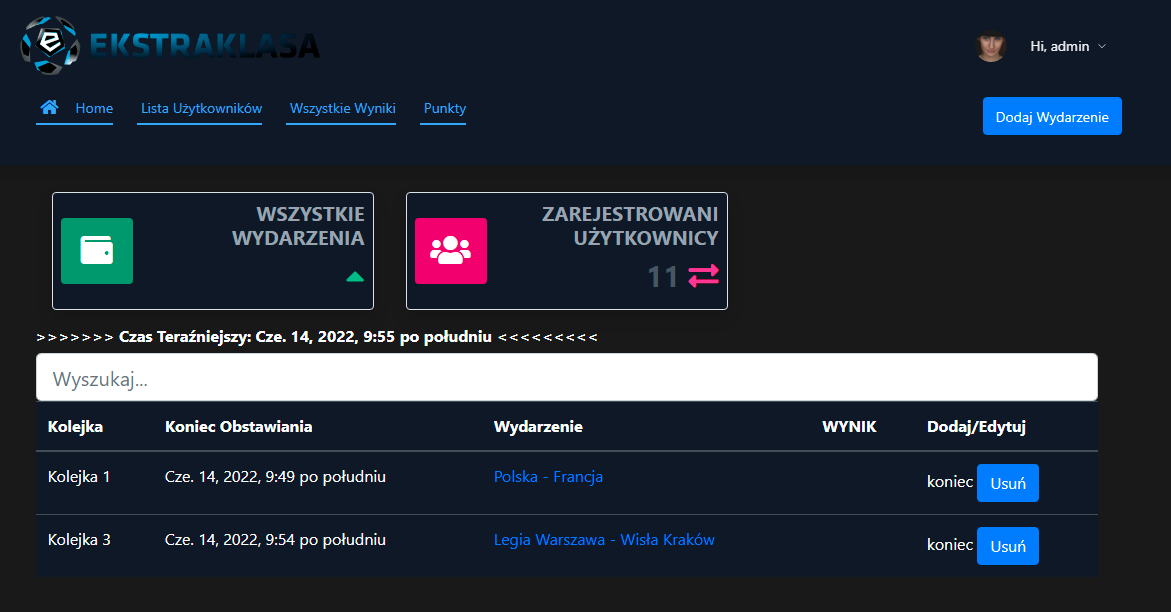 EKSTRAKLASA
Hi, admin
Home Lista Użytkowników Wszystkie Wyniki Punkty
Dodaj Wydarzenie
WSZYSTKIE
WYDARZENIA
ZAREJESTROWANI
UŻYTKOWNICY
11
>>>>>>> Czas Teraźniejszy: Cze. 14, 2022, 9:55 po południu <<<<<<<<<
Wyszukaj...
Kolejka Koniec Obstawiania Wydarzenie WYNIK Dodaj/Edytuj
Kolejka 1 Cze. 14, 2022, 9:49 po południu Polska - Francja koniec Usuń
Kolejka 3 Cze. 14, 2022, 9:54 po południu Legia Warszawa - Wisła Kraków koniec Usuń